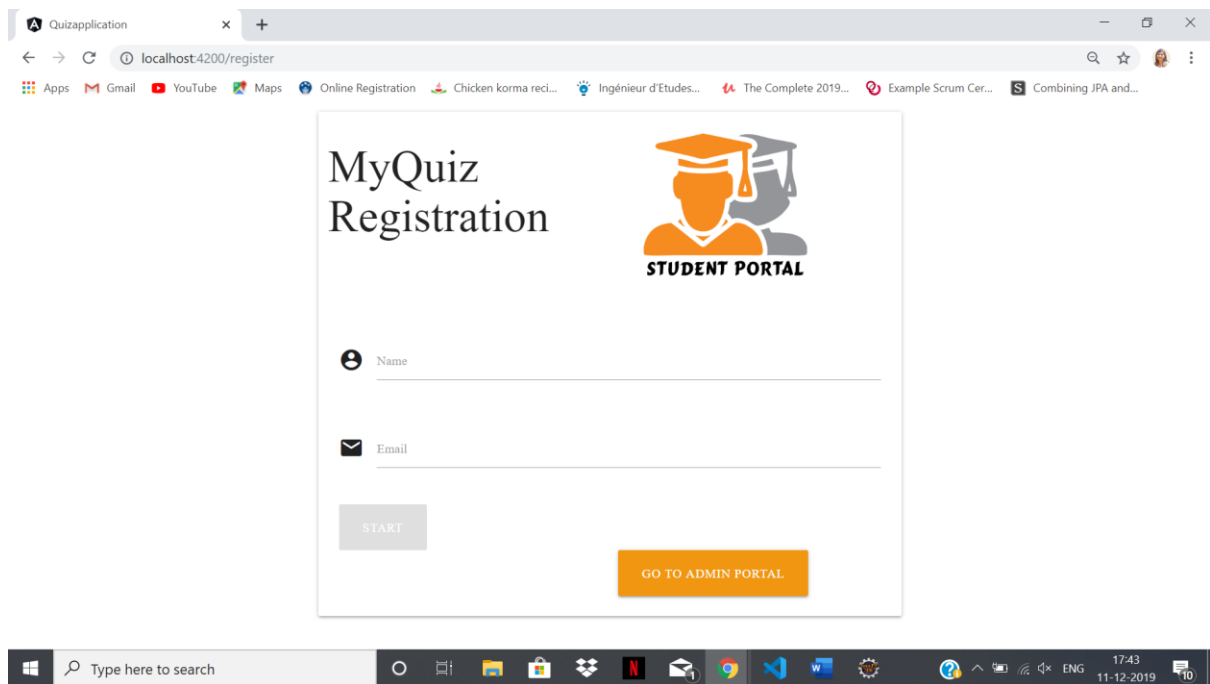 Quizapplication
localhost:4200/register
Apps Gmail YouTube Maps Online Registration Chicken korma reci... Ingénieur d'Etudes... The Complete 2019... Example Scrum Cer... S Combining JPA and...
MyQuiz
Registration
STUDENT PORTAL
Name
Email
START
GO TO ADMIN PORTAL
Type here to search
N
1
W
ENG
17:43
11-12-2019
10